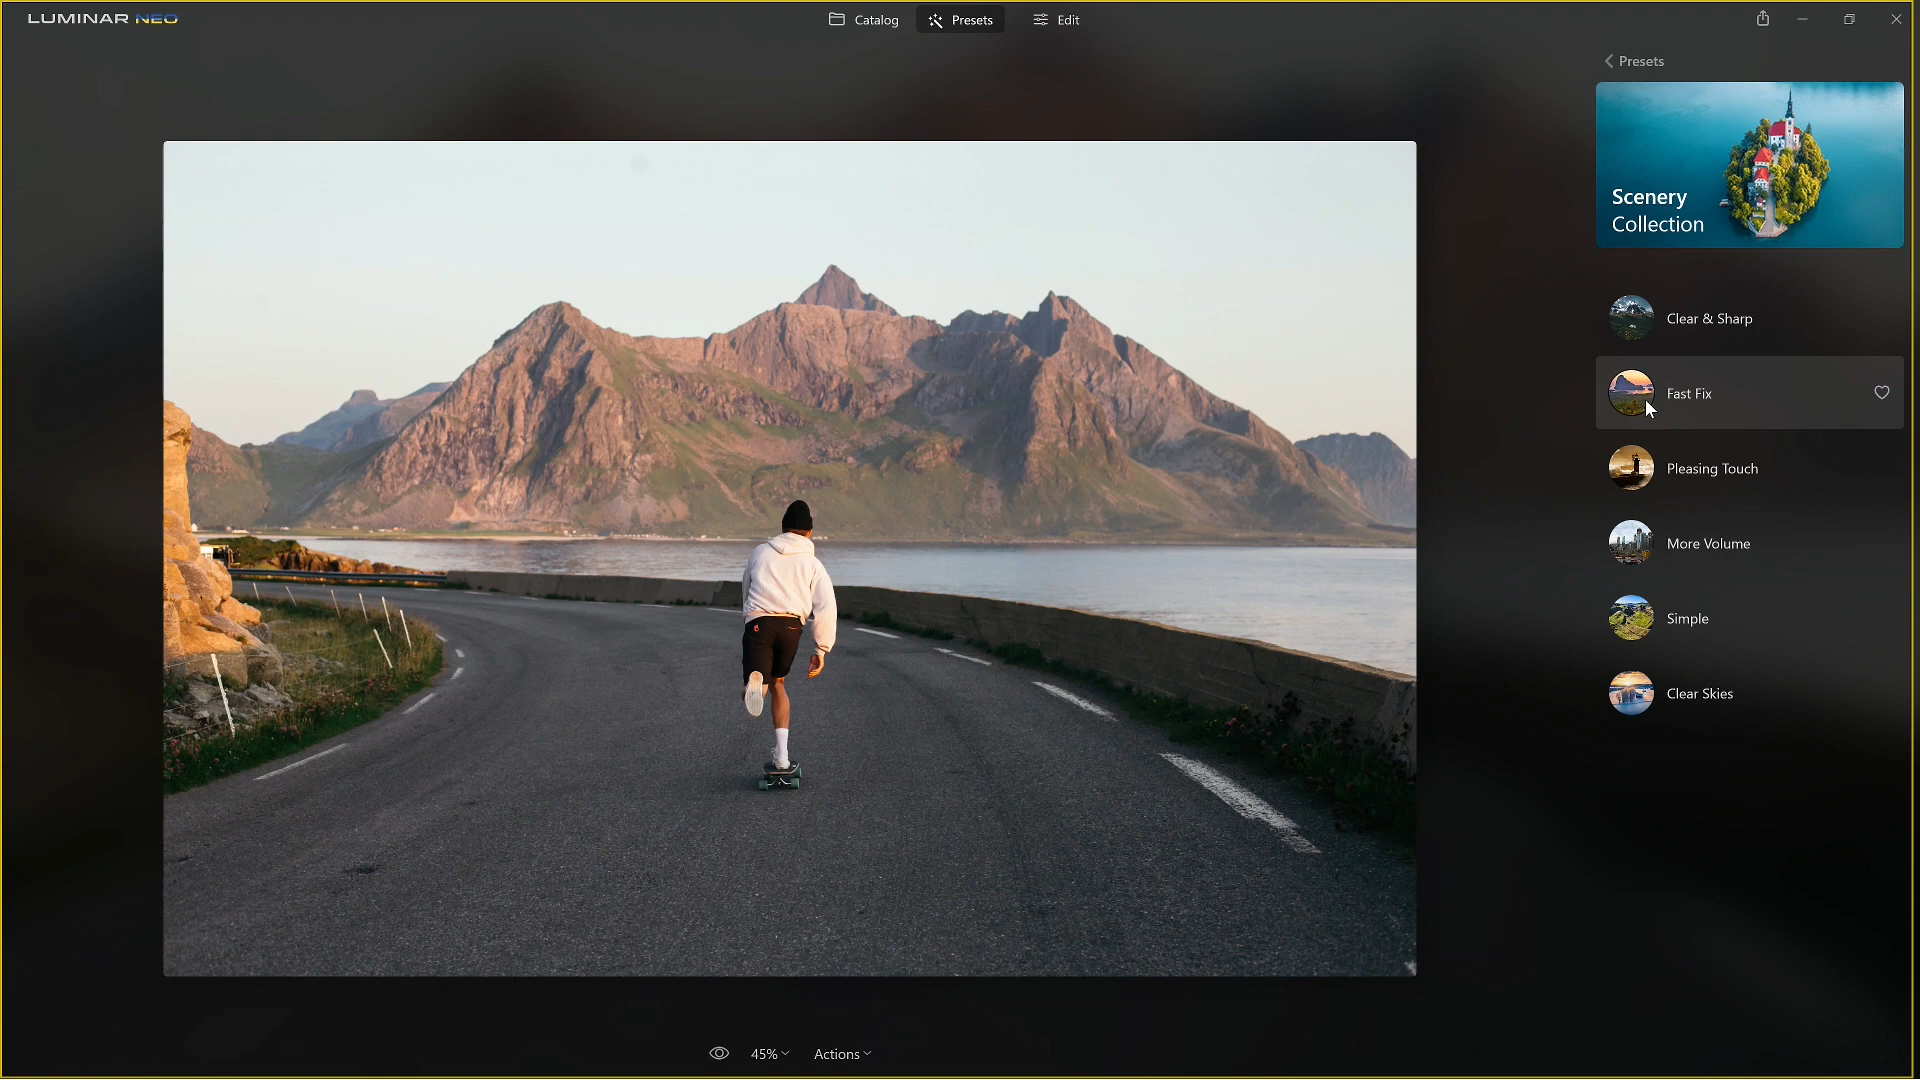 LUMINAR NEO
Catalog
Presets
Edit
Presets
Scenery
Collection
Clear & Sharp
Fast Fix
Pleasing Touch
More Volume
Simple
Clear Skies
45%
Actions